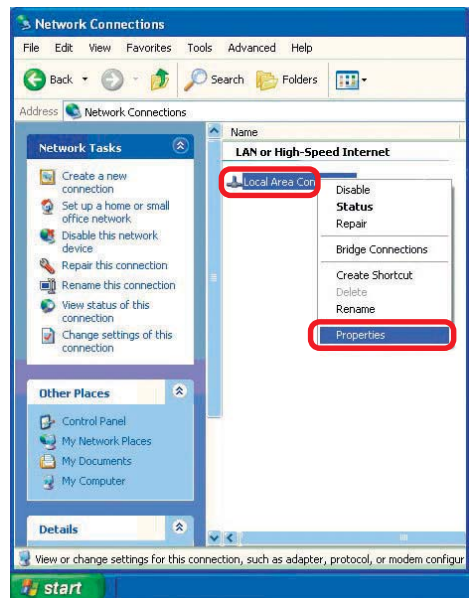 Network Connections
File Edit View Favorites Tools Advanced Help
Back Search Folders
Address Network Connections
Name
Network Tasks
LAN or High-Speed Internet
Create a new
connection
Set up a home or small
office network
Disable this network
device
Repair this connection
Rename this connection
View status of this
connection
Change settings of this
connection
Local Area Con
Disable
Status
Repair
Bridge Connections
Create Shortcut
Delete
Rename
Properties
Other Places
Control Panel
My Network Places
My Documents
My Computer
Details
View or change settings for this connection, such as adapter, protocol, or modem configur
start